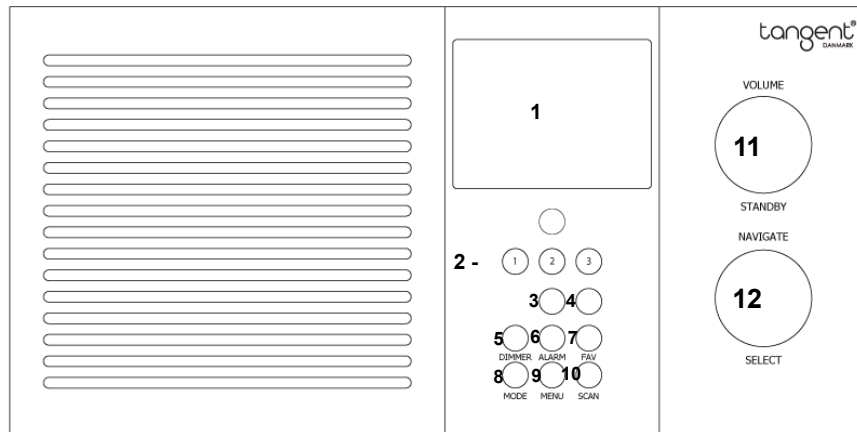 tangent®
DANMARK
VOLUME
1
11
STANDBY
NAVIGATE
2 - 1 2 3
3 4
12
5 6 7
DIMMER ALARM FAV
SELECT
8 9 10
MODE MENU SCAN